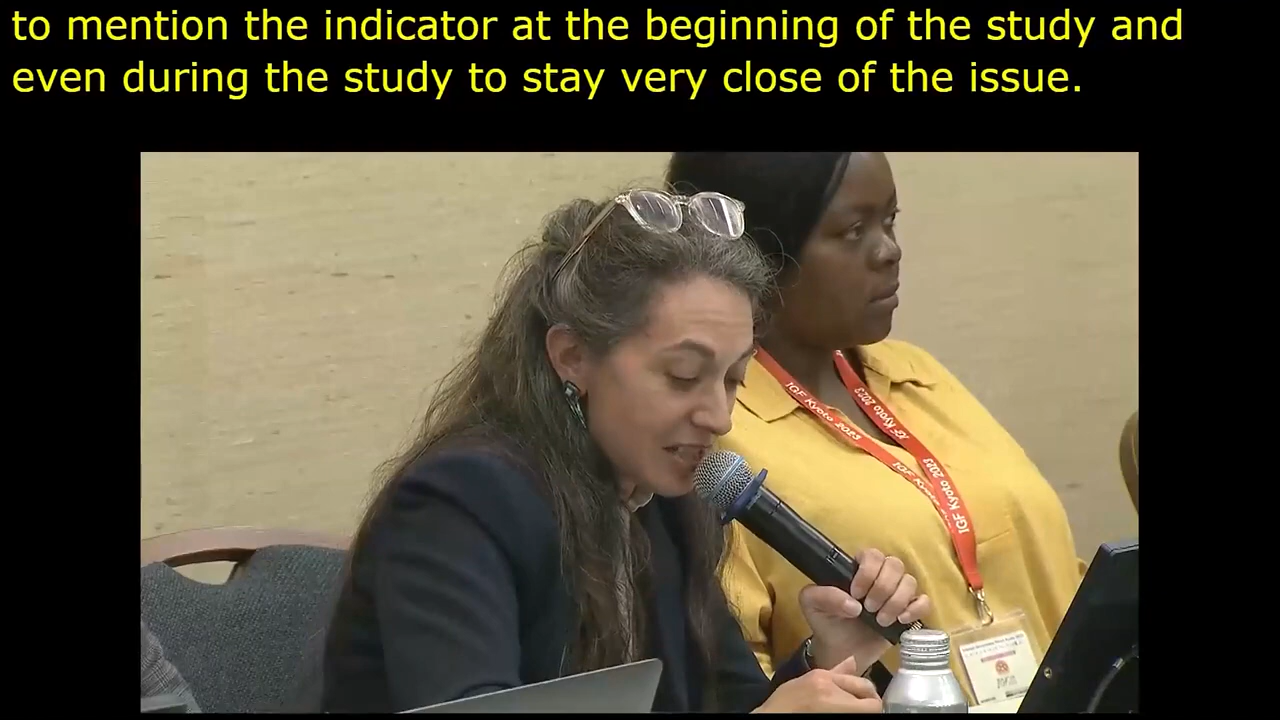 to mention the indicator at the beginning of the study and
even during the study to stay very close of the issue.
IGF Kyoto 2023
IGF Kyoto 2023
IGF Kyoto 2023
IGF Kyoto 2023